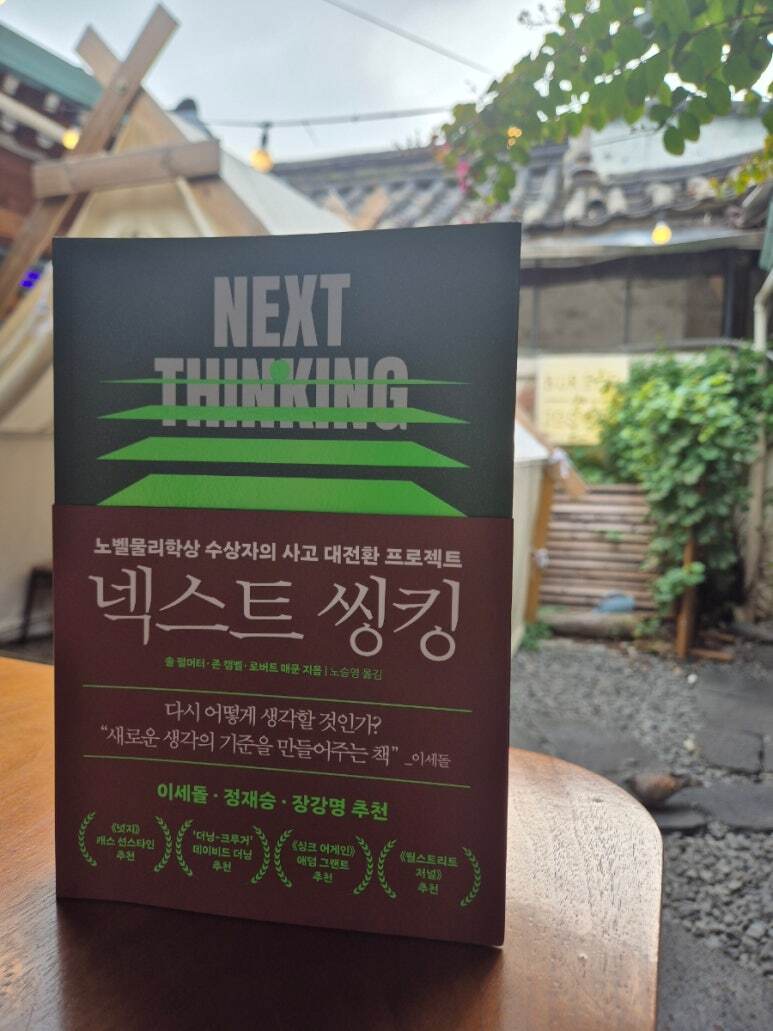 NEXT
THINKING
노벨물리학상 수상자의 사고 대전환 프로젝트
넥스트 씽킹
솔 펄머터 · 존 캠벨 · 로버트 매쿤 지음 | 노승영 옮김
다시 어떻게 생각할 것인가?
“새로운 생각의 기준을 만들어주는 책” _이세돌
이세돌 · 정재승 · 장강명 추천
《넛지》
캐스 선스타인
추천
‘더닝-크루거’
데이비드 더닝
추천
《싱크 어게인》
애덤 그랜트
추천
《월스트리트
저널》
추천